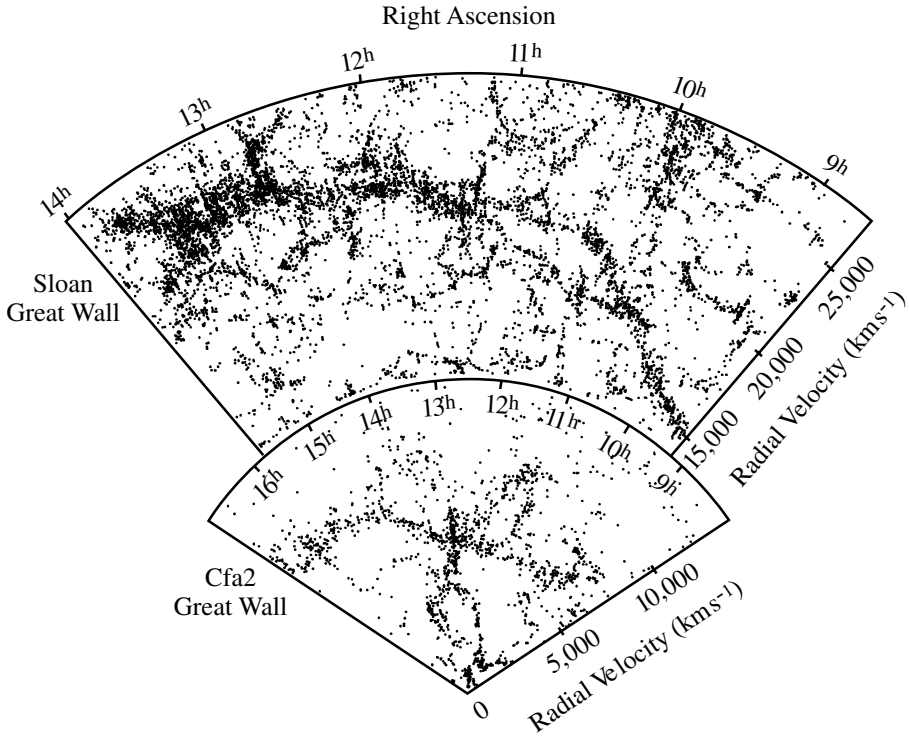 Right Ascension
14h
13h
12h
11h
10h
9h
Sloan
Great Wall
25,000
20,000
15,000
Radial Velocity (kms⁻¹)
16h
15h
14h
13h
12h
11h
10h
9h
Cfa2
Great Wall
10,000
5,000
0
Radial Velocity (kms⁻¹)